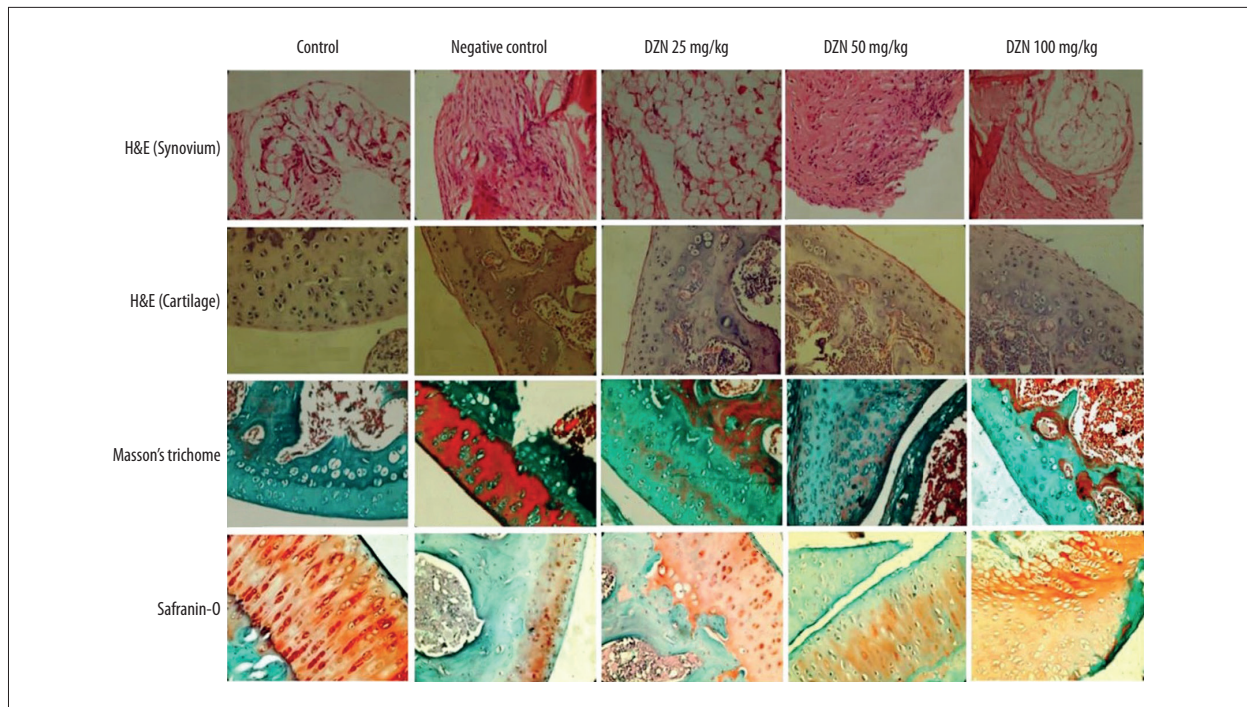 Control
Negative control
DZN 25 mg/kg
DZN 50 mg/kg
DZN 100 mg/kg
H&E (Synovium)
H&E (Cartilage)
Masson's trichome
Safranin-O